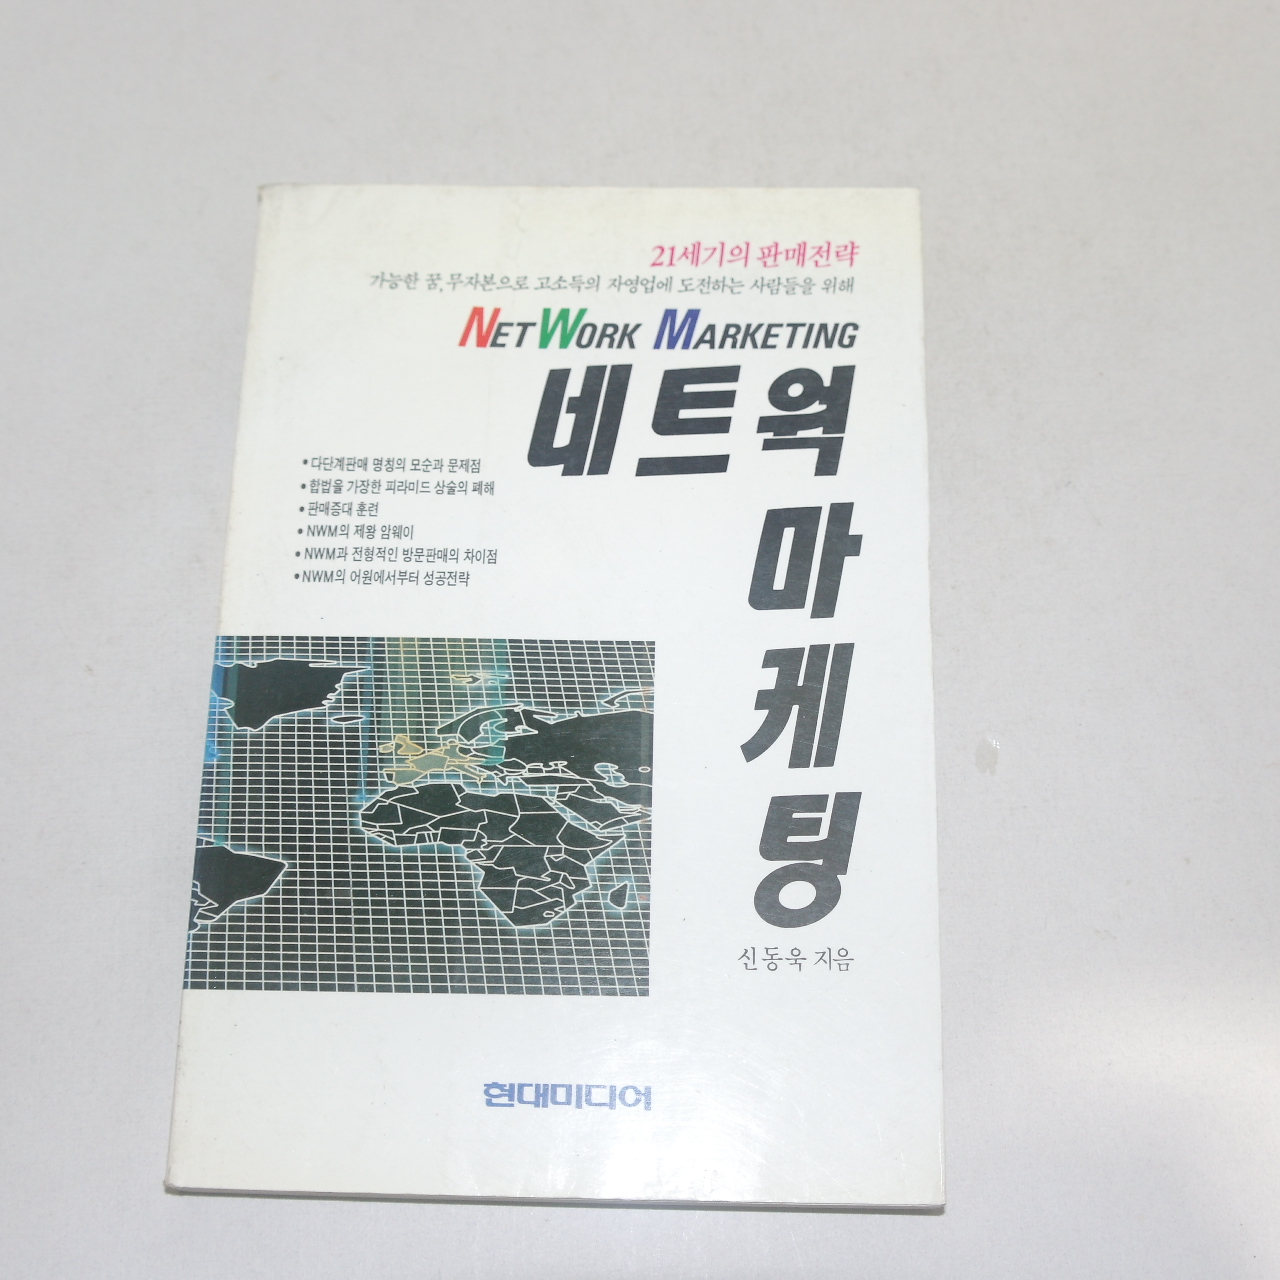 21세기의 판매전략
가능한 꿈, 무자본으로 고소득의 자영업에 도전하는 사람들을 위해
NETWORK MARKETING
네트웍
마
케
팅
• 다단계판매 명칭의 모순과 문제점
• 합법을 가장한 피라미드 상술의 폐해
• 판매증대 훈련
• NWM의 제왕 암웨이
• NWM과 전형적인 방문판매의 차이점
• NWM의 어원에서부터 성공전략
신동욱 지음
현대미디어